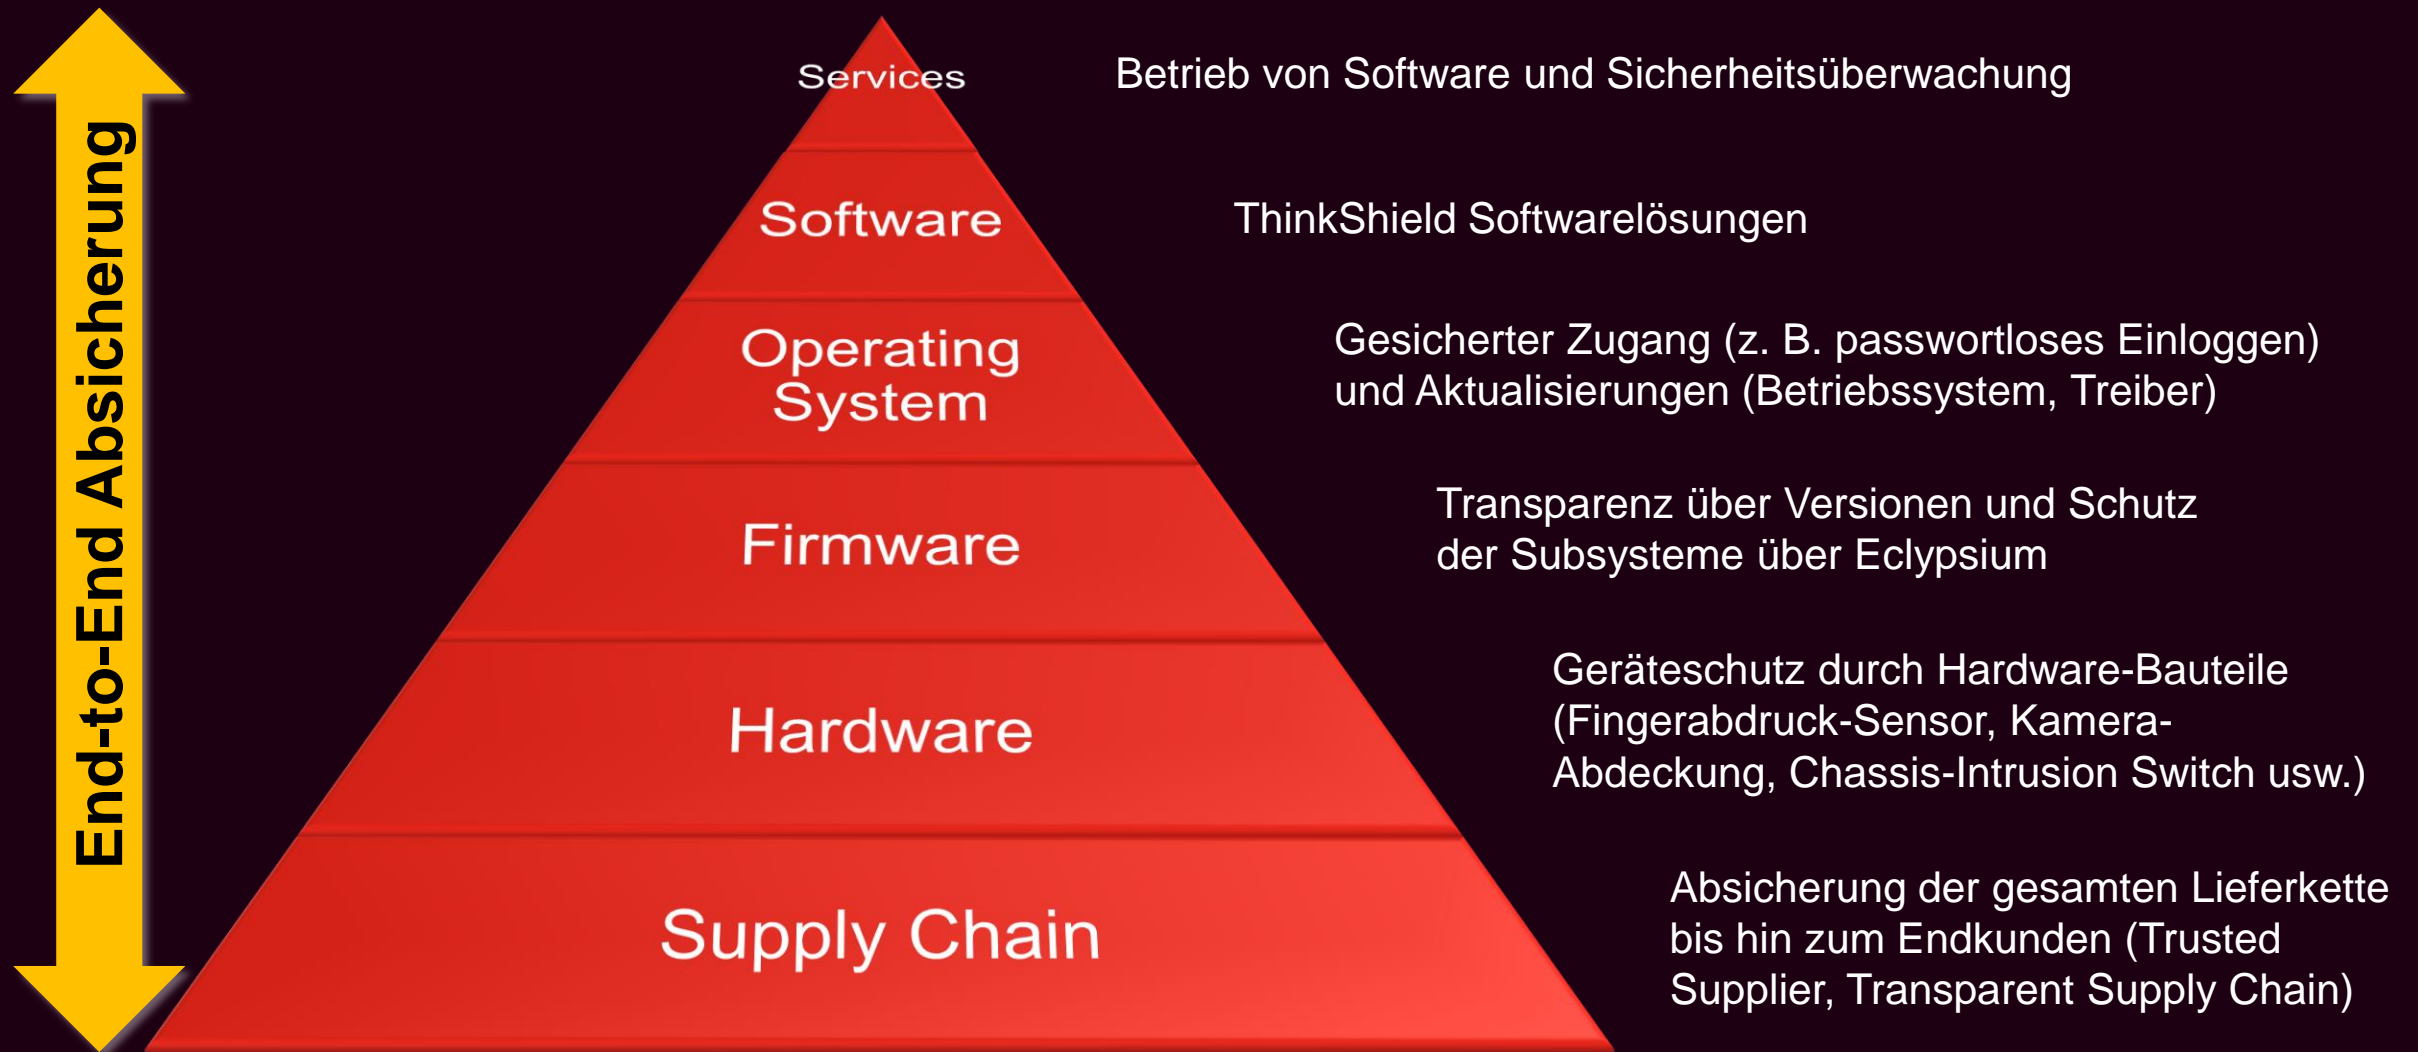 End-to-End Absicherung
Services
Betrieb von Software und Sicherheitsüberwachung
Software
ThinkShield Softwarelösungen
Operating
System
Gesicherter Zugang (z. B. passwortloses Einloggen)
und Aktualisierungen (Betriebssystem, Treiber)
Firmware
Transparenz über Versionen und Schutz
der Subsysteme über Eclypsium
Hardware
Geräteschutz durch Hardware-Bauteile
(Fingerabdruck-Sensor, Kamera-
Abdeckung, Chassis-Intrusion Switch usw.)
Supply Chain
Absicherung der gesamten Lieferkette
bis hin zum Endkunden (Trusted
Supplier, Transparent Supply Chain)